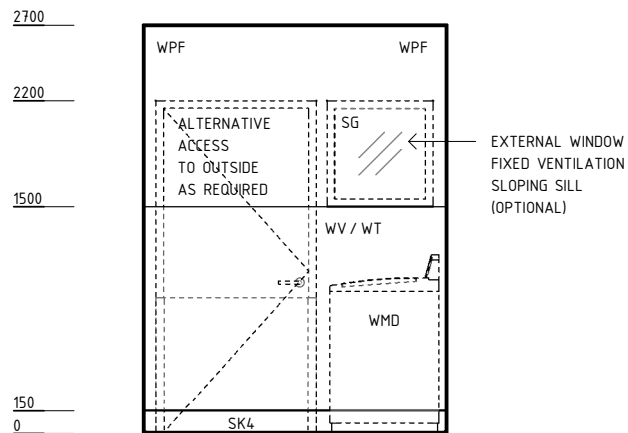 2700
WPF
WPF
2200
ALTERNATIVE
ACCESS
TO OUTSIDE
AS REQUIRED
SG
EXTERNAL WINDOW
FIXED VENTILATION
SLOPING SILL
(OPTIONAL)
1500
WV / WT
WMD
150
SK4
0